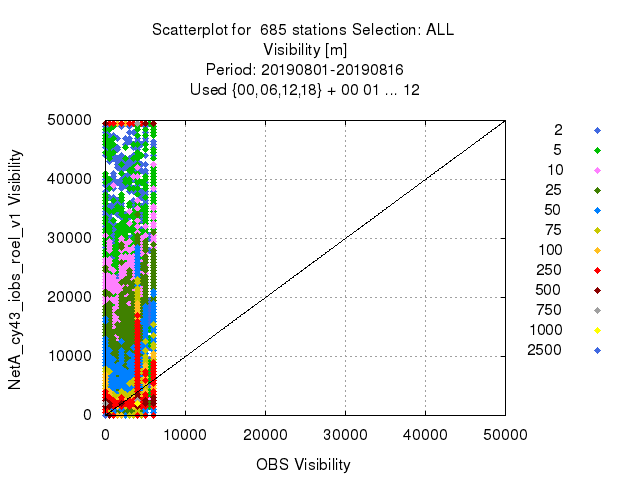 Scatterplot for 685 stations Selection: ALL
Visibility [m]
Period: 20190801-20190816
Used {00,06,12,18} + 00 01 ... 12
NetA_cy43_iobs_roel_v1 Visibility
50000
40000
30000
20000
10000
0
0 10000 20000 30000 40000 50000
OBS Visibility
2
5
10
25
50
75
100
250
500
750
1000
2500